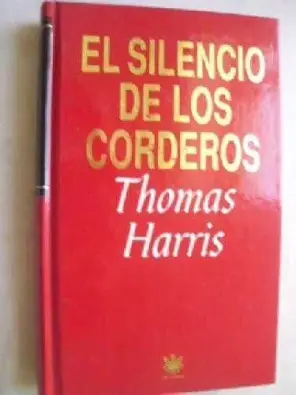 EL SILENCIO
DE LOS
CORDEROS
Thomas
Harris